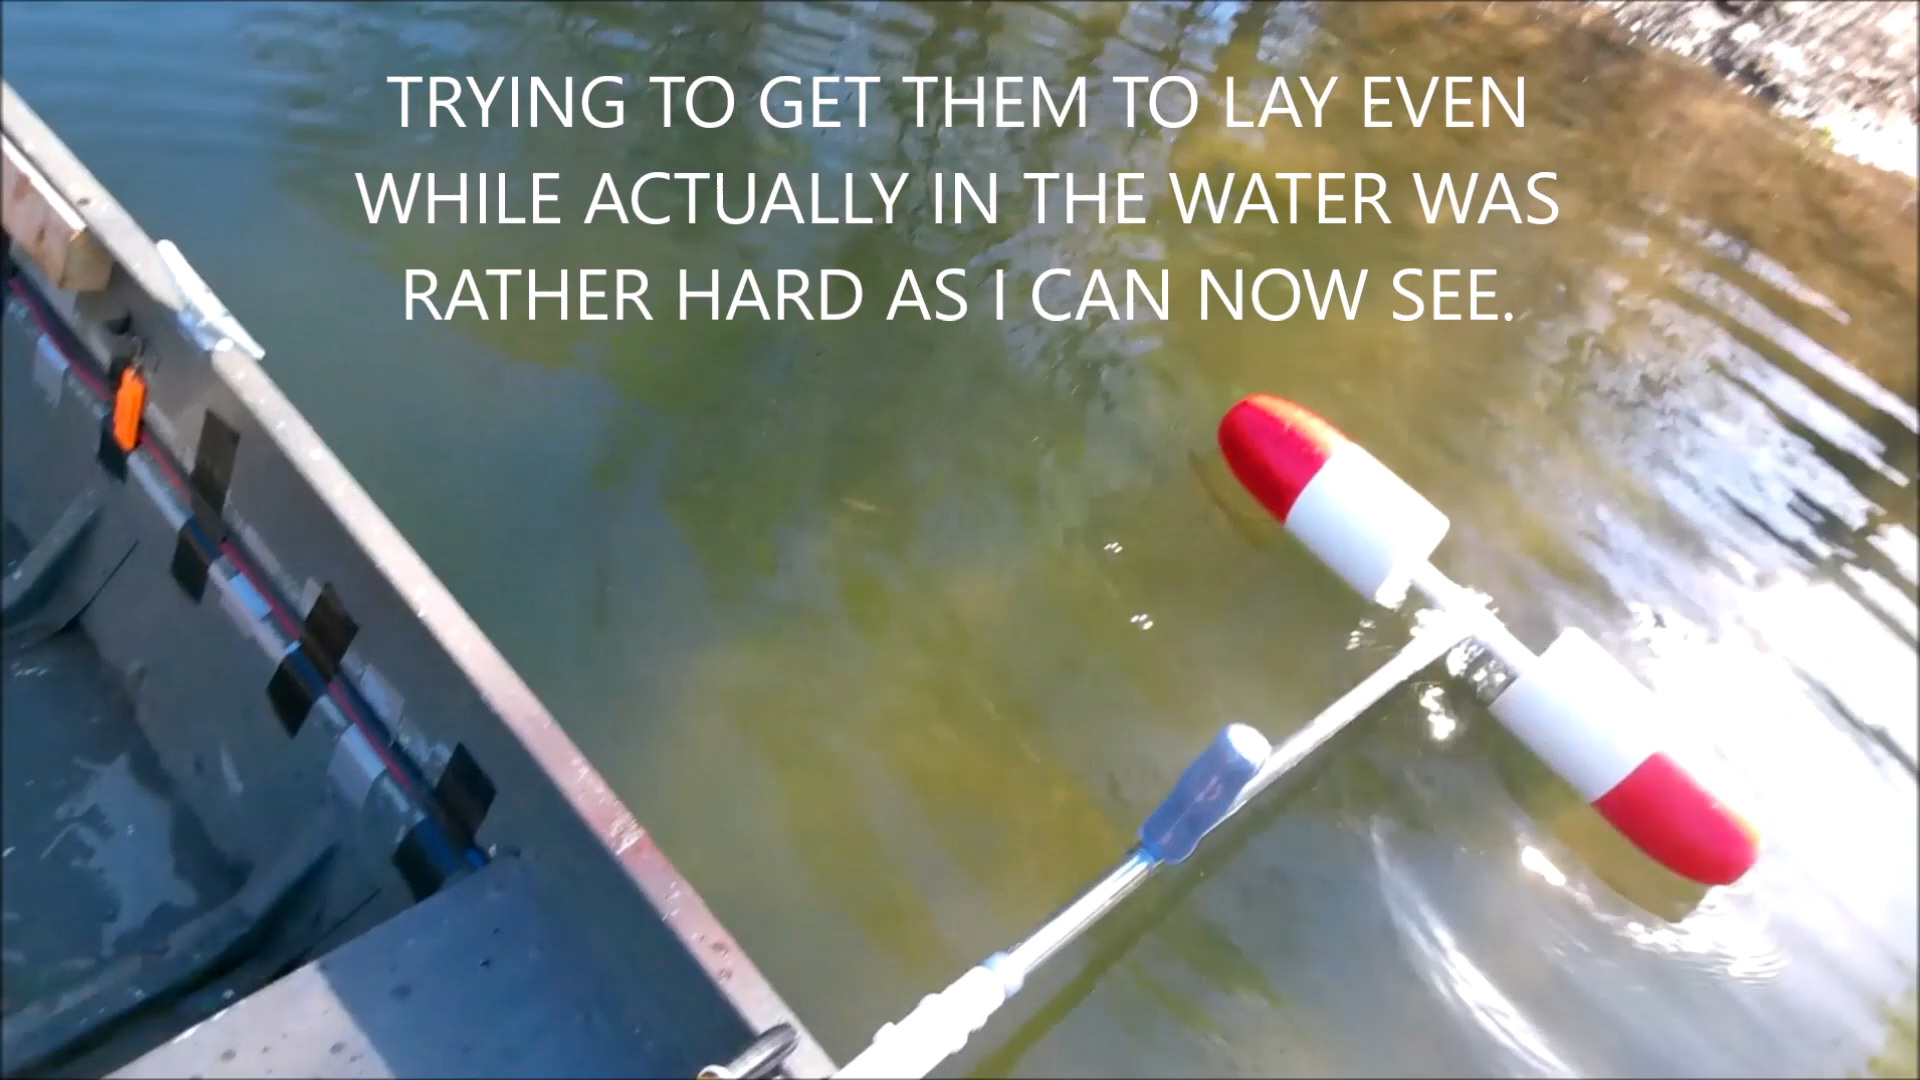 TRYING TO GET THEM TO LAY EVEN
WHILE ACTUALLY IN THE WATER WAS
RATHER HARD AS I CAN NOW SEE.